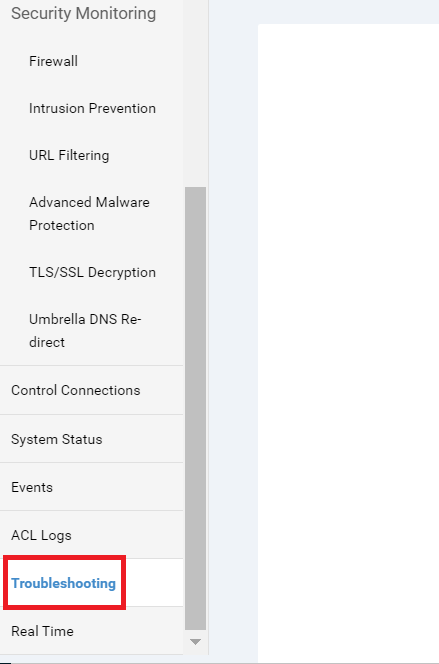 Security Monitoring
Firewall
Intrusion Prevention
URL Filtering
Advanced Malware
Protection
TLS/SSL Decryption
Umbrella DNS Re-
direct
Control Connections
System Status
Events
ACL Logs
Troubleshooting
Real Time